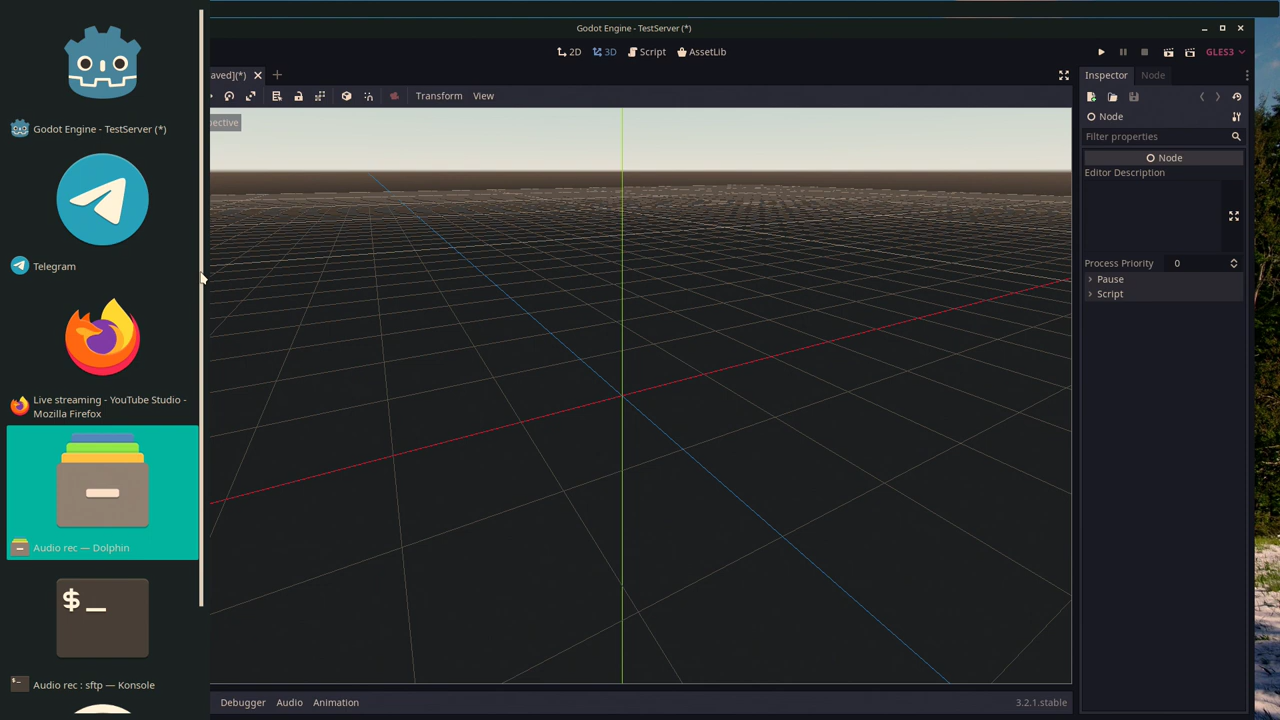 Godot Engine - TestServer (*)
Telegram
Live streaming - YouTube Studio -
Mozilla Firefox
Audio rec — Dolphin
$_
Audio rec : sftp — Konsole
Godot Engine - TestServer (*)
2D
3D
Script
AssetLib
GLES3
aved](*)
Transform
View
ective
Debugger
Audio
Animation
3.2.1.stable
Inspector
Node
Node
Filter properties
Node
Editor Description
Process Priority
0
Pause
Script